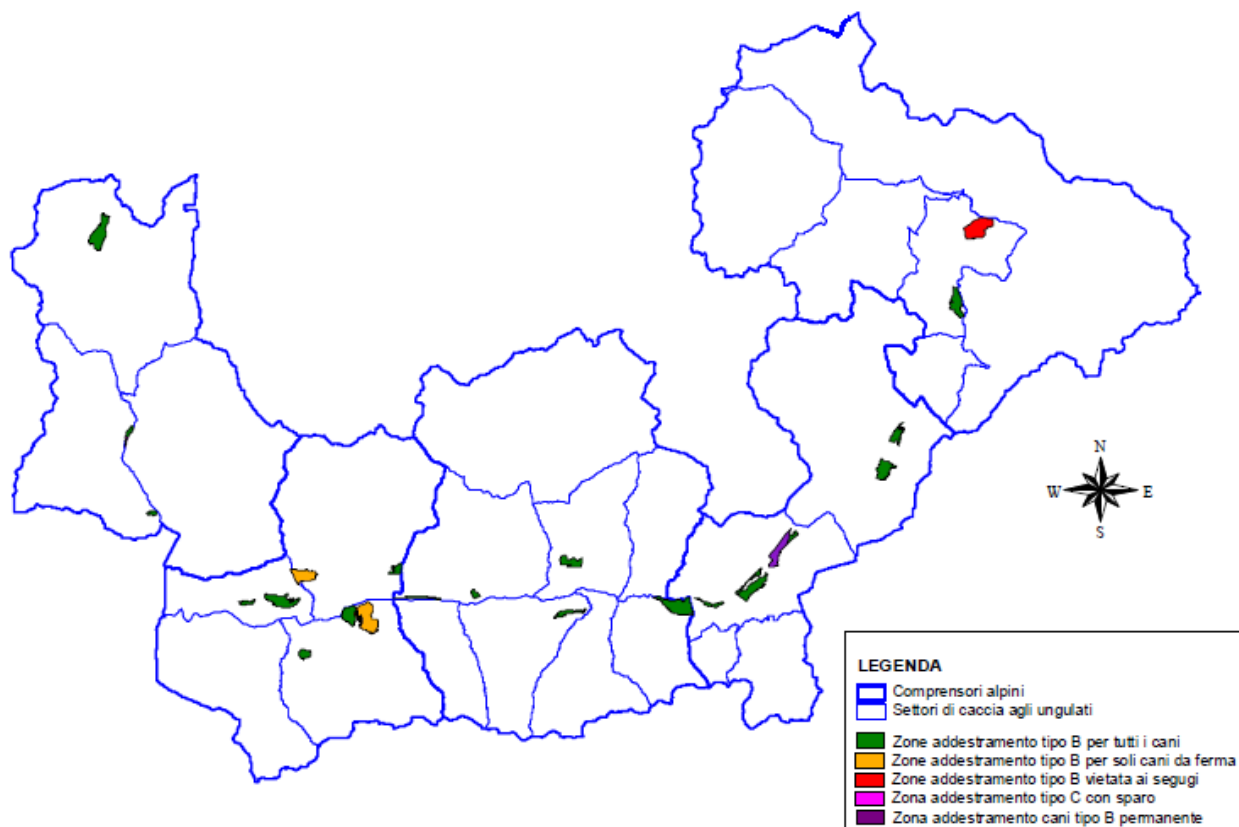 N
W E
S
LEGENDA
Comprensori alpini
Settori di caccia agli ungulati
Zone addestramento tipo B per tutti i cani
Zone addestramento tipo B per soli cani da ferma
Zone addestramento tipo B vietata ai segugi
Zona addestramento tipo C con sparo
Zona addestramento cani tipo B permanente